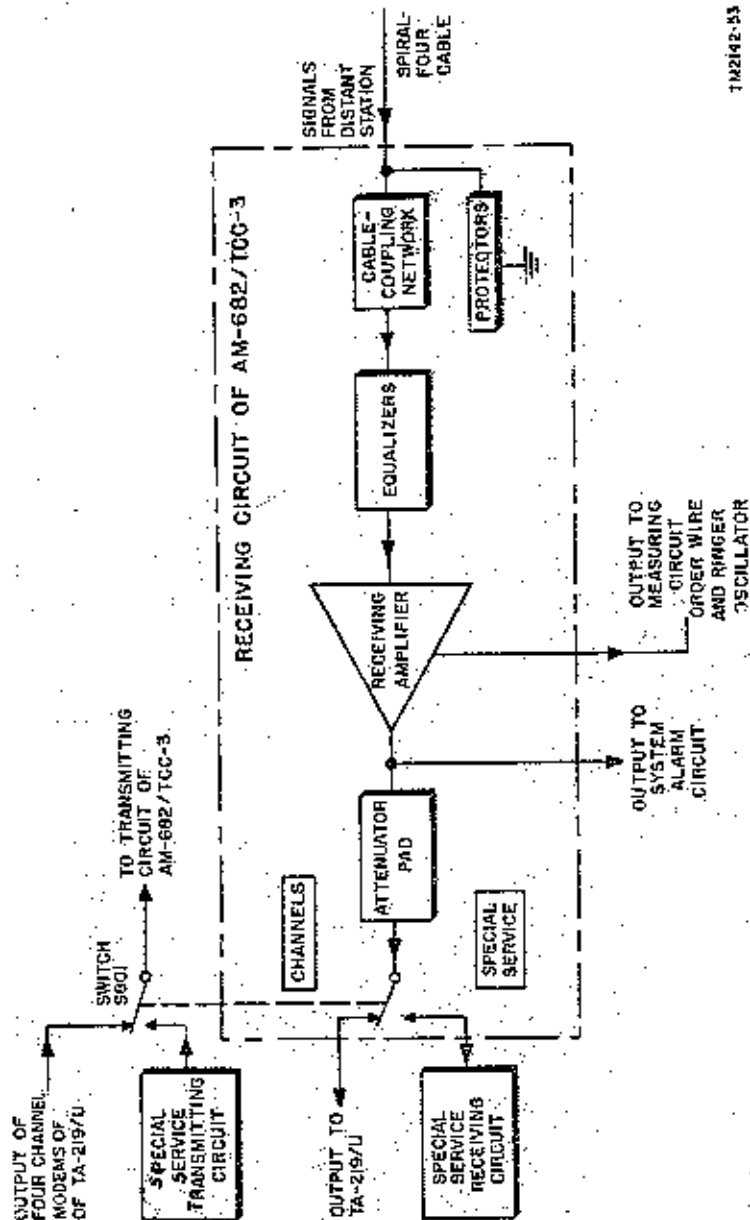 OUTPUT OF
FOUR CHANNEL
MODEMS OF
OF TA-219/U
SWITCH
S901
TO TRANSMITTING
CIRCUIT OF
AM-682/TCC-3
SPECIAL
SERVICE
TRANSMITTING
CIRCUIT
RECEIVING CIRCUIT OF AM-682/TCC-3
OUTPUT TO
TA-219/U
SPECIAL
SERVICE
RECEIVING
CIRCUIT
CHANNELS
SPECIAL
SERVICE
ATTENUATOR
PAD
RECEIVING
AMPLIFIER
EQUALIZERS
CABLE-
COUPLING
NETWORK
PROTECTORS
SIGNALS
FROM
DISTANT
STATION
SPIRAL-
FOUR
CABLE
OUTPUT TO
SYSTEM
ALARM
CIRCUIT
OUTPUT TO
MEASURING
CIRCUIT
ORDER WIRE
AND RINGER
OSCILLATOR
TM2142-53